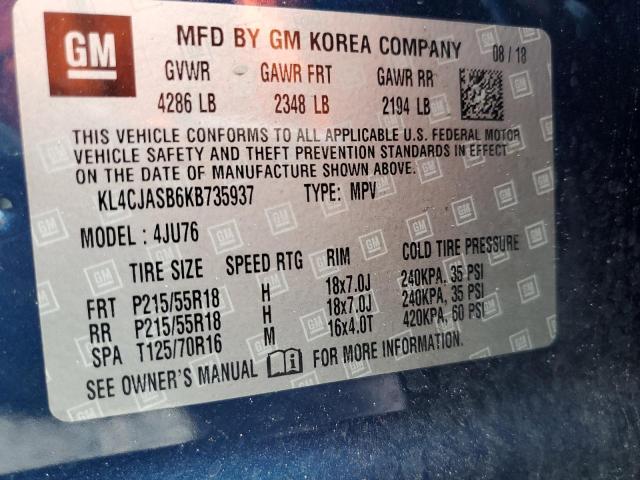 GM
MFD BY GM KOREA COMPANY 08 / 18
GVWR GAWR FRT GAWR RR
4286 LB 2348 LB 2194 LB
THIS VEHICLE CONFORMS TO ALL APPLICABLE U.S. FEDERAL MOTOR
VEHICLE SAFETY AND THEFT PREVENTION STANDARDS IN EFFECT
ON THE DATE OF MANUFACTURE SHOWN ABOVE.
KL4CJASB6KB735937 TYPE: MPV
MODEL : 4JU76
TIRE SIZE SPEED RTG RIM COLD TIRE PRESSURE
FRT P215/55R18 H 18x7.0J 240KPA, 35 PSI
RR P215/55R18 H 18x7.0J 240KPA, 35 PSI
SPA T125/70R16 M 16x4.0T 420KPA, 60 PSI
SEE OWNER'S MANUAL FOR MORE INFORMATION.